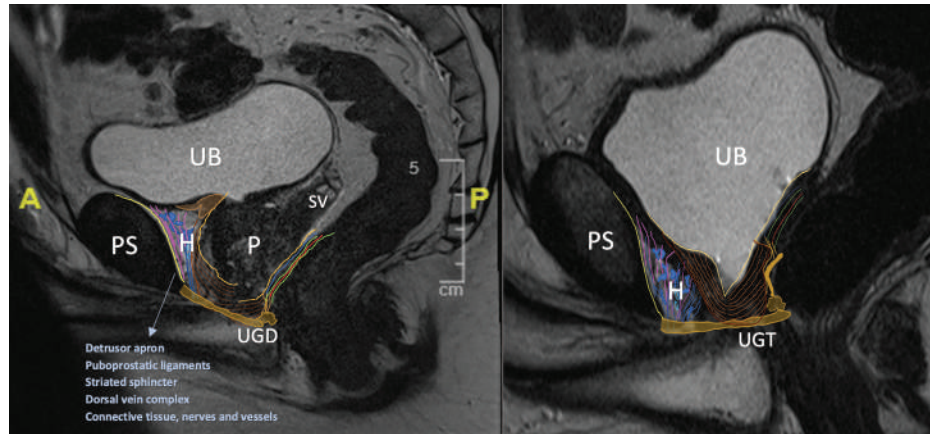 UB
5
SV
A
P
PS
H
P
cm
UGD
Detrusor apron
Puboprostatic ligaments
Striated sphincter
Dorsal vein complex
Connective tissue, nerves and vessels
UB
PS
H
UGT